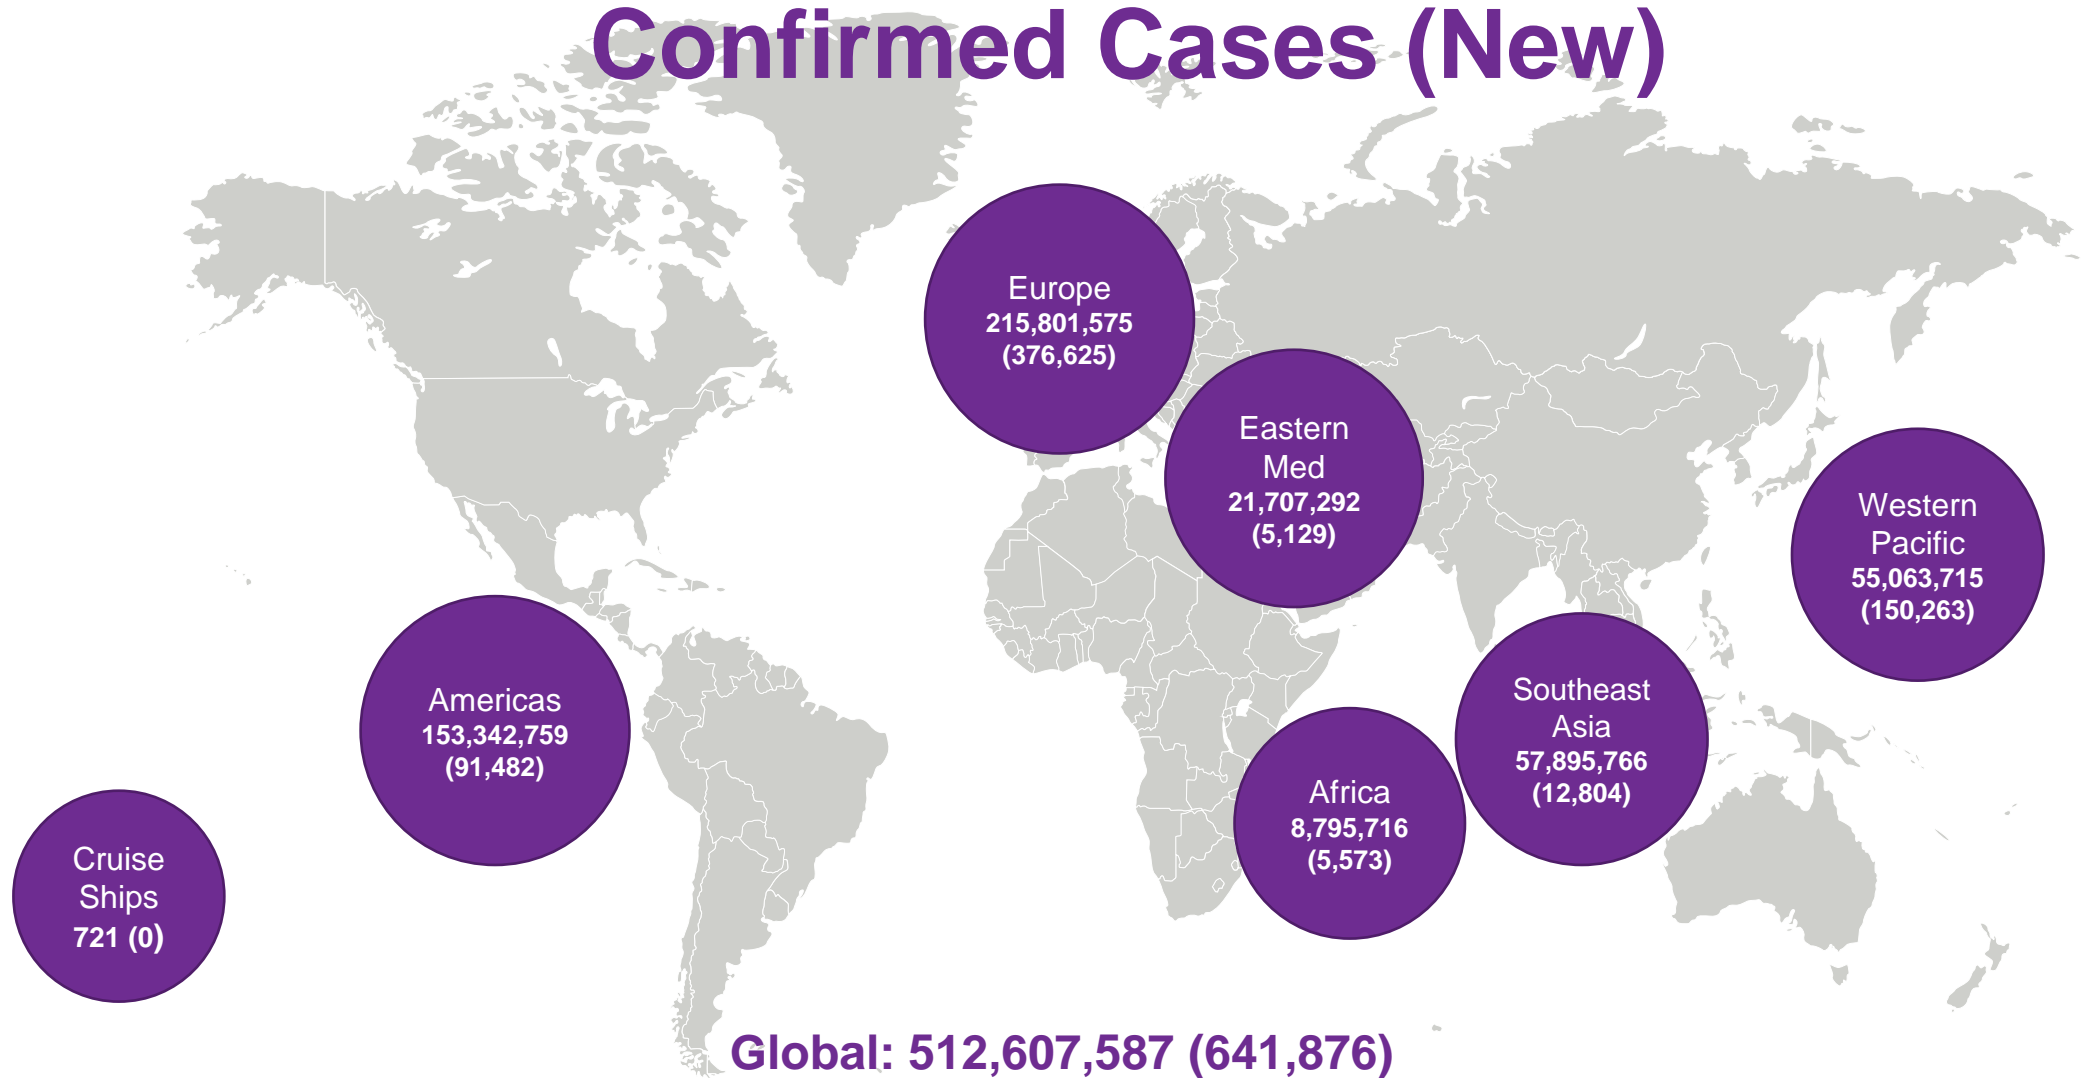 Confirmed Cases (New)
Europe
215,801,575
(376,625)
Eastern
Med
21,707,292
(5,129)
Western
Pacific
55,063,715
(150,263)
Americas
153,342,759
(91,482)
Southeast
Asia
57,895,766
(12,804)
Africa
8,795,716
(5,573)
Cruise
Ships
721 (0)
Global: 512,607,587 (641,876)